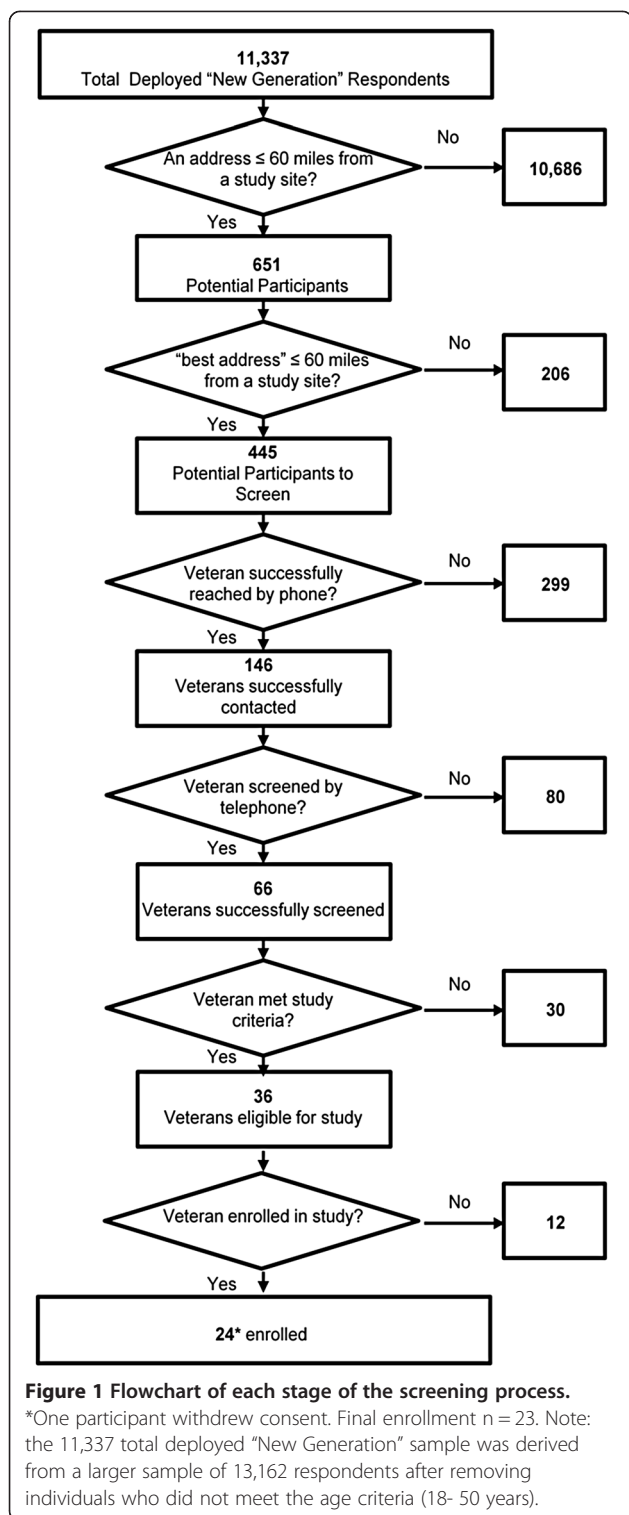 11,337
Total Deployed “New Generation” Respondents
An address ≤ 60 miles from
a study site?
No
10,686
Yes
651
Potential Participants
“best address” ≤ 60 miles
from a study site?
No
206
Yes
445
Potential Participants to
Screen
Veteran successfully
reached by phone?
No
299
Yes
146
Veterans successfully
contacted
Veteran screened by
telephone?
No
80
Yes
66
Veterans successfully screened
Veteran met study
criteria?
No
30
Yes
36
Veterans eligible for study
Veteran enrolled in study?
No
12
Yes
24* enrolled
Figure 1 Flowchart of each stage of the screening process.
*One participant withdrew consent. Final enrollment n = 23. Note:
the 11,337 total deployed “New Generation” sample was derived
from a larger sample of 13,162 respondents after removing
individuals who did not meet the age criteria (18- 50 years).